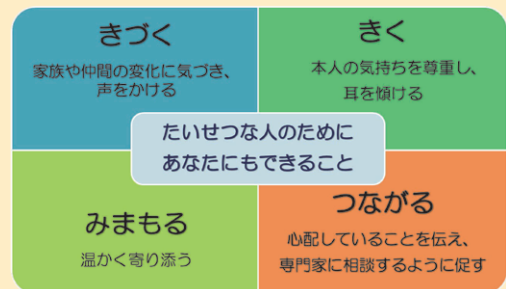 きづく
家族や仲間の変化に気づき、
声をかける
きく
本人の気持ちを尊重し、
耳を傾ける
たいせつな人のために
あなたにもできること
みまもる
温かく寄り添う
つながる
心配していることを伝え、
専門家に相談するように促す